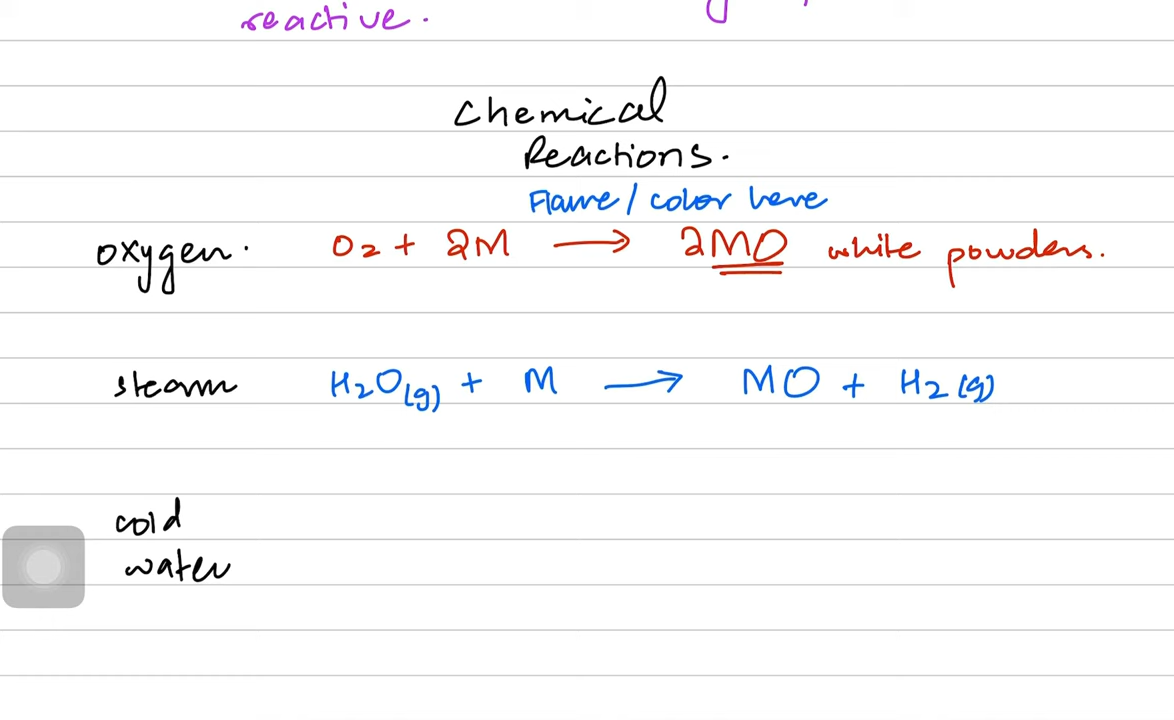 reactive.
Chemical
Reactions.
Flame / color here
oxygen. O2 + 2M → 2MO white powders.
steam H2O(g) + M → MO + H2(g)
cold
water